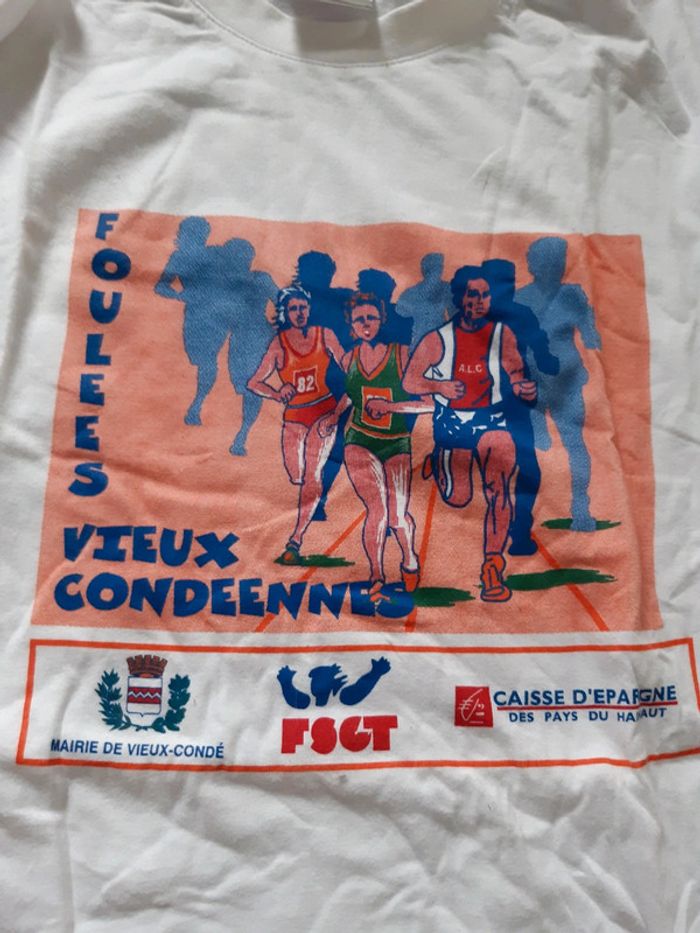 FOULEES
VIEUX
CONDEENNES
82
A.L.C
MAIRIE DE VIEUX-CONDÉ
FSGT
CAISSE D'EPARGNE
DES PAYS DU HAINAUT